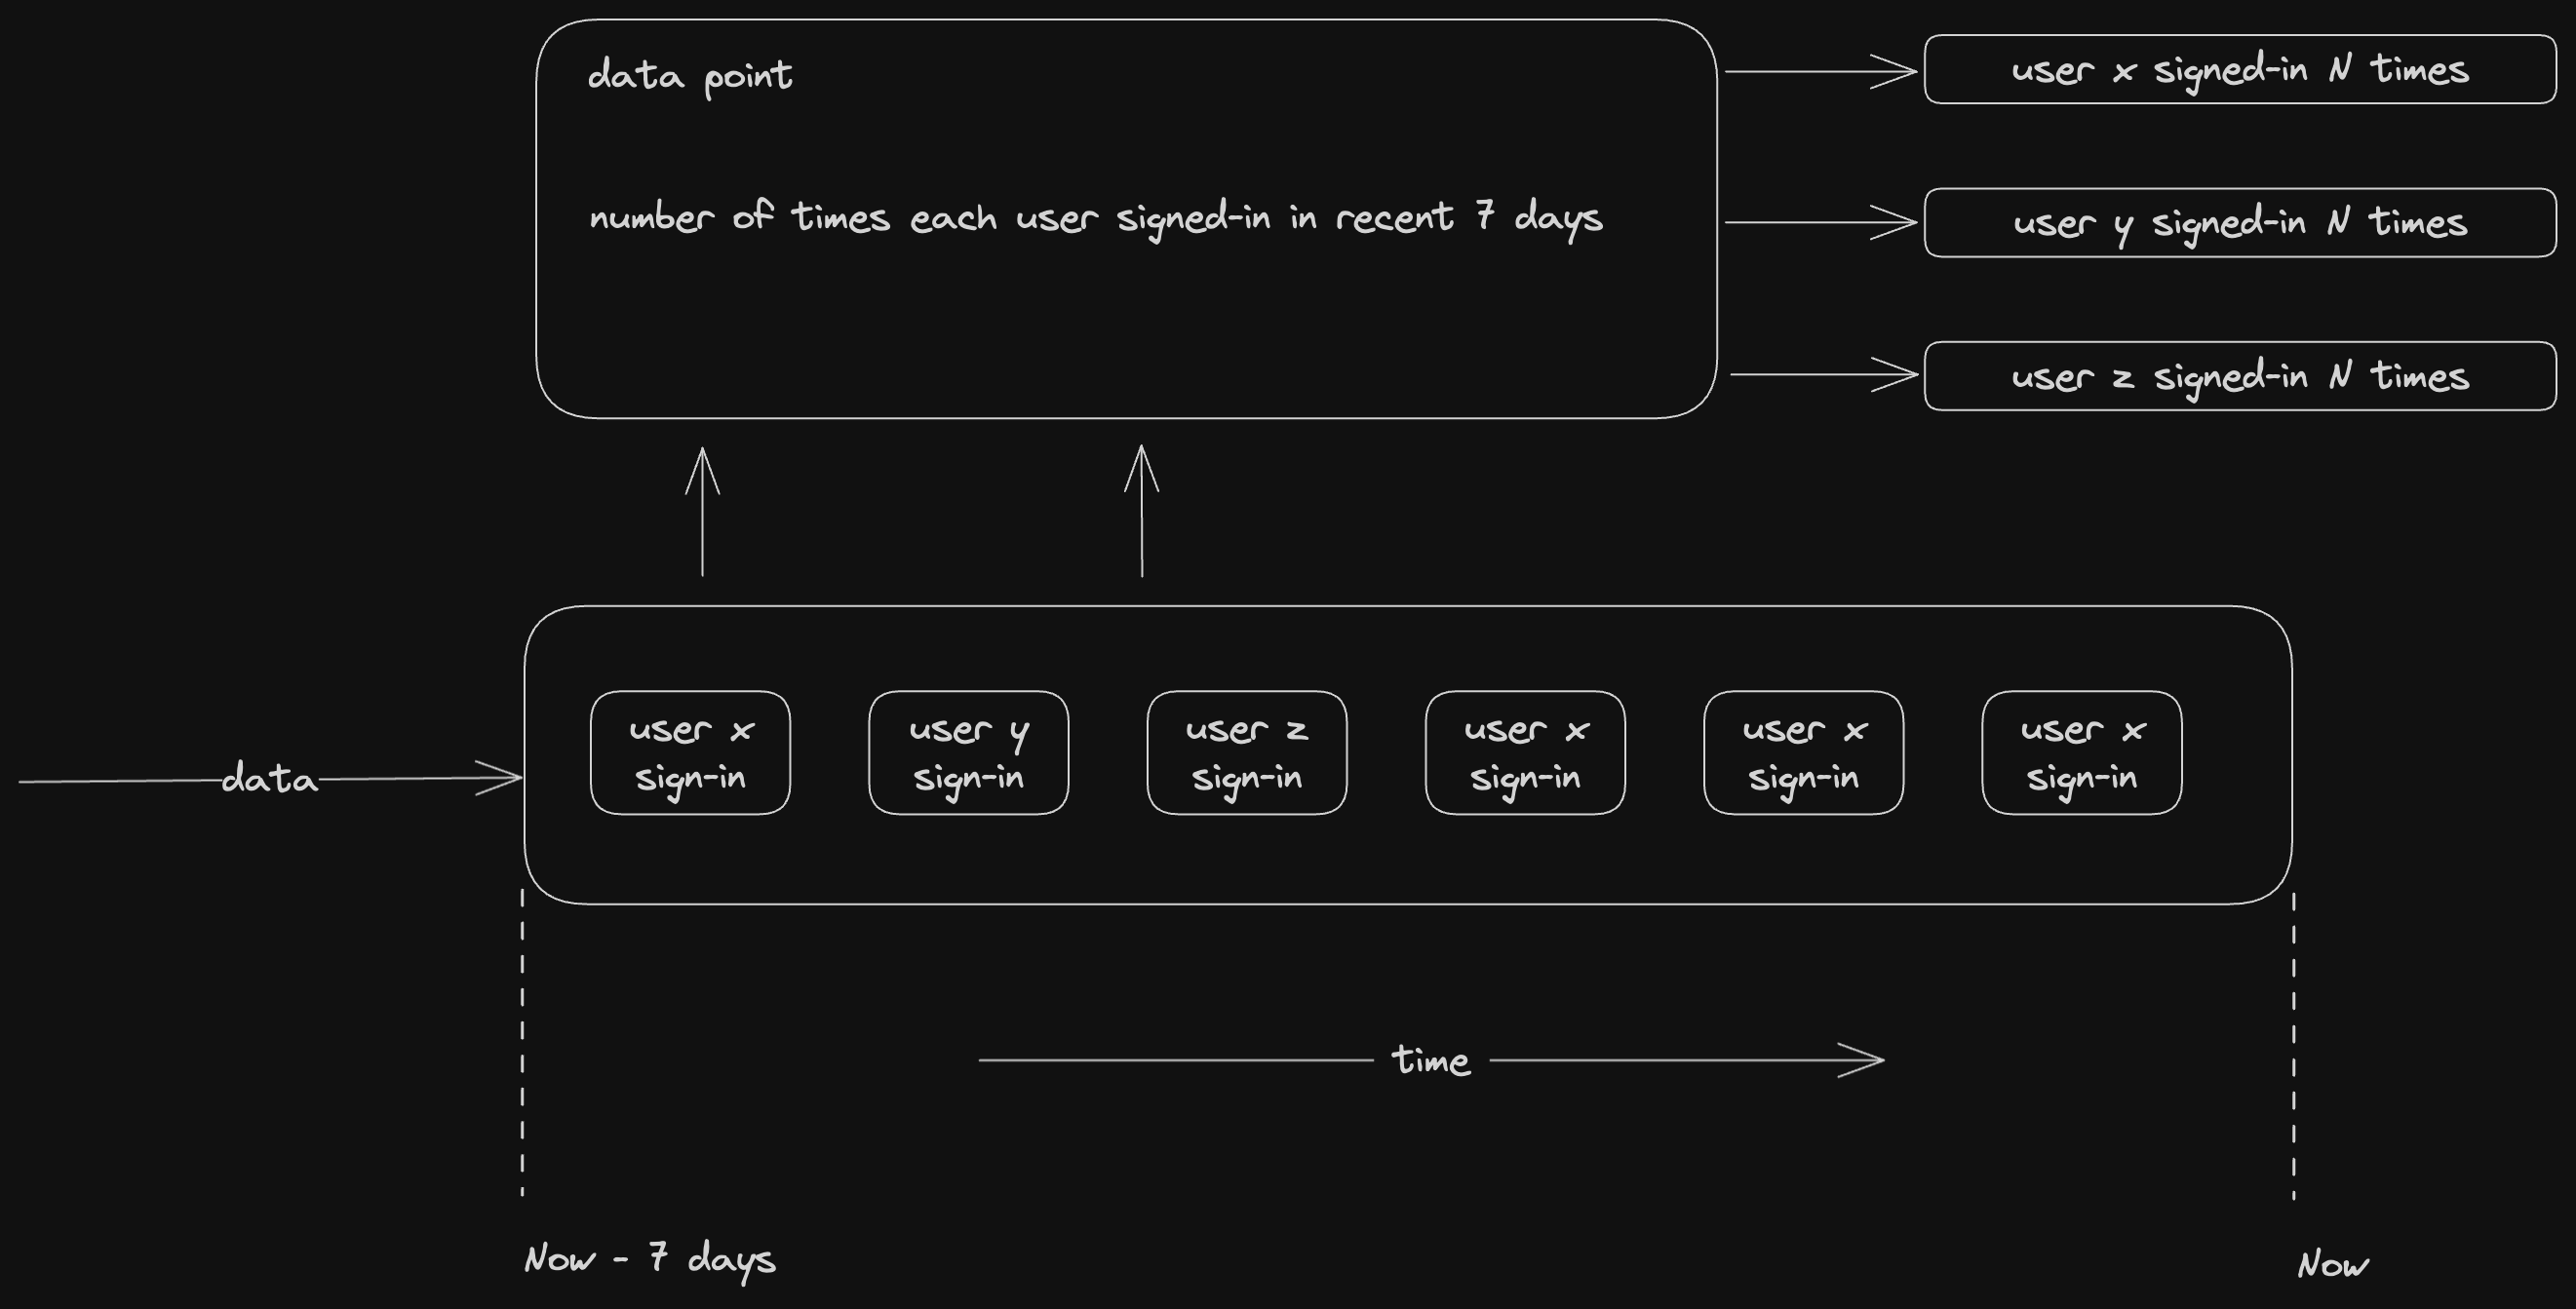 data point
user x signed-in N times
number of times each user signed-in in recent 7 days
user y signed-in N times
user z signed-in N times
user x
sign-in
user y
sign-in
user z
sign-in
user x
sign-in
user x
sign-in
user x
sign-in
data
time
Now - 7 days
Now